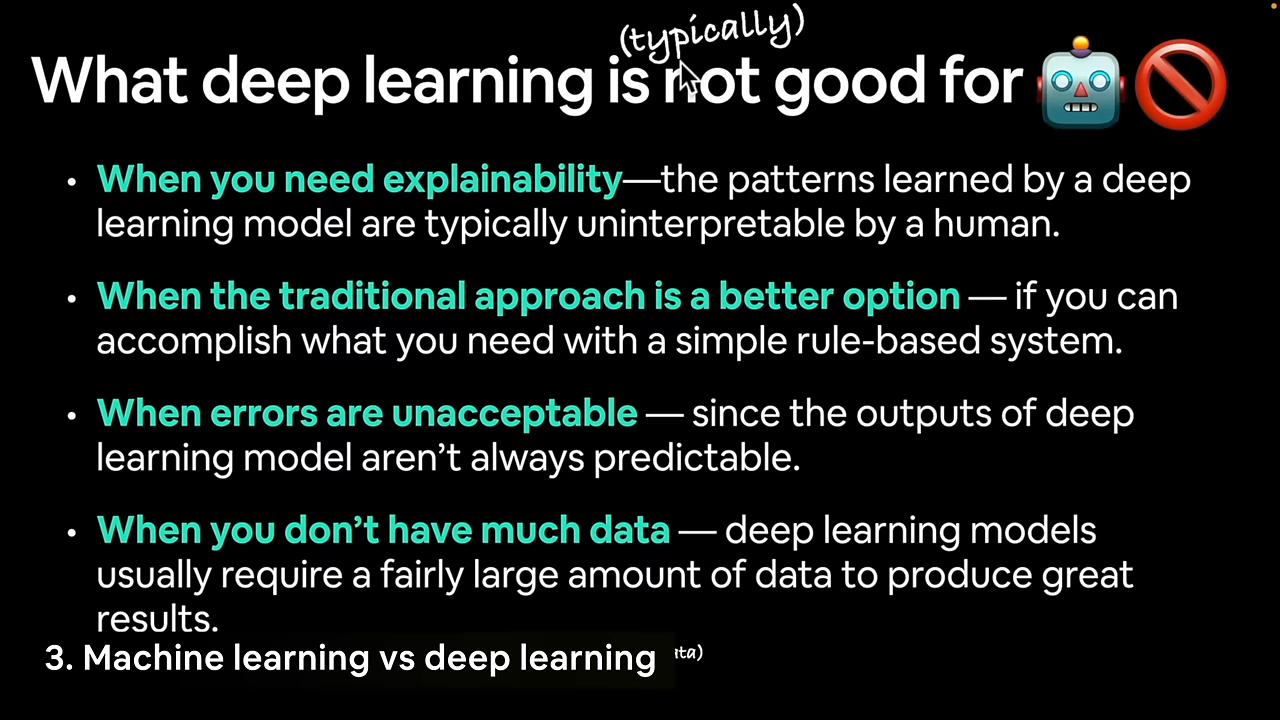 (typically)
What deep learning is not good for
• When you need explainability—the patterns learned by a deep
learning model are typically uninterpretable by a human.
• When the traditional approach is a better option — if you can
accomplish what you need with a simple rule-based system.
• When errors are unacceptable — since the outputs of deep
learning model aren’t always predictable.
• When you don’t have much data — deep learning models
usually require a fairly large amount of data to produce great
results.
3. Machine learning vs deep learning